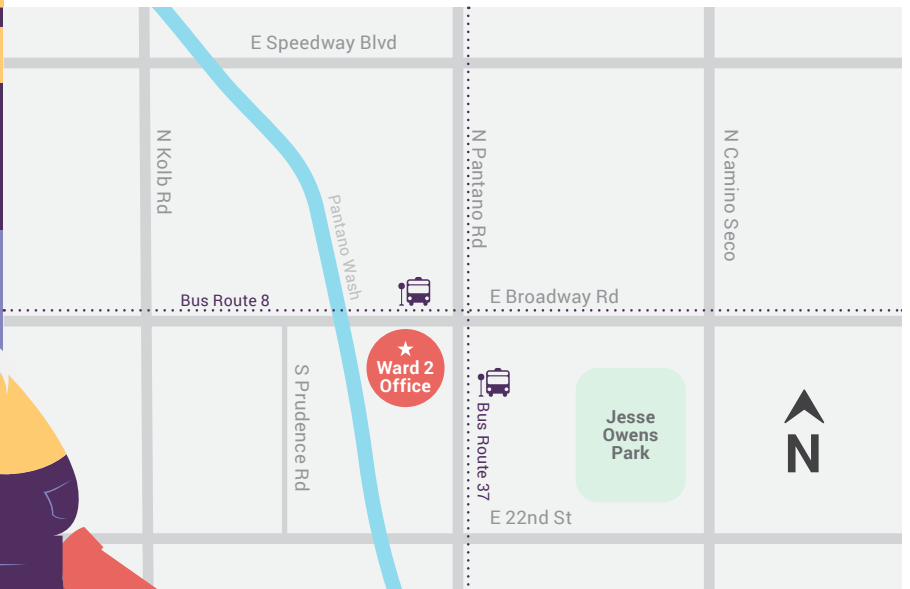 E Speedway Blvd
N Kolb Rd
N Pantano Rd
N Camino Seco
Pantano Wash
Bus Route 8
E Broadway Rd
Ward 2
Office
S Prudence Rd
Bus Route 37
Jesse
Owens
Park
N
E 22nd St